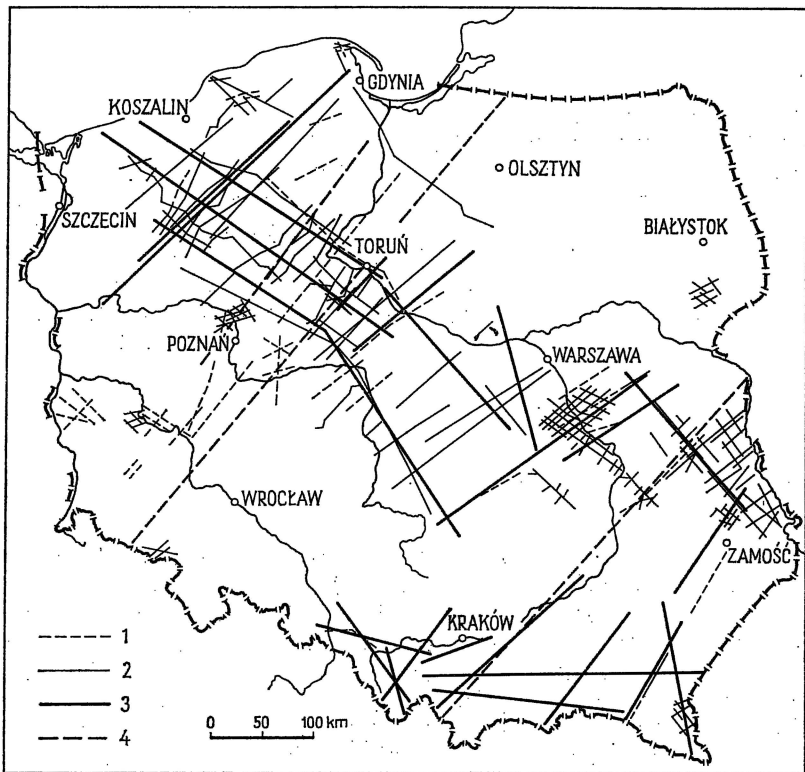 GDYNIA
KOSZALIN
OLSZTYN
SZCZECIN
BIAŁYSTOK
TORUŃ
POZNAŃ
WARSZAWA
WROCŁAW
ZAMOŚĆ
KRAKÓW
1
2
3
4
0 50 100 km